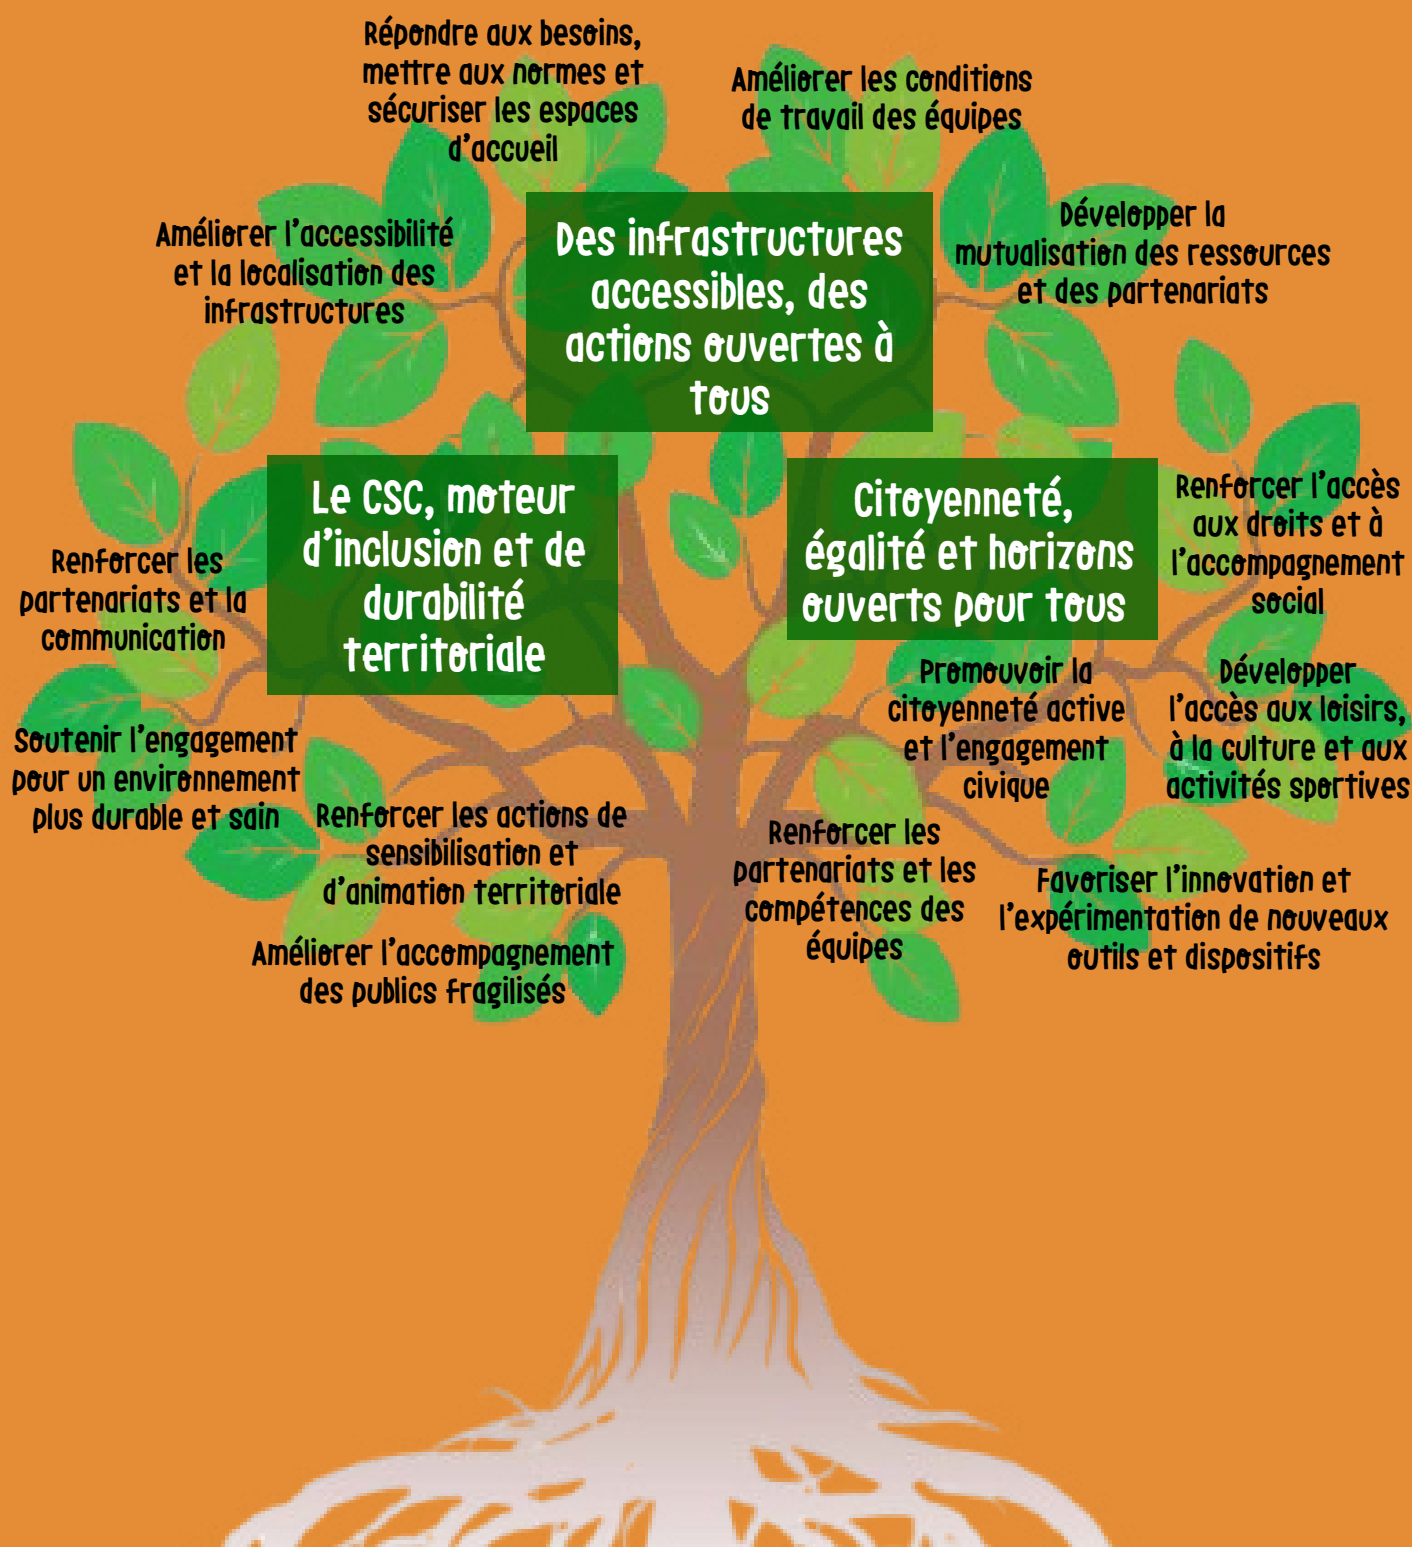 Répondre aux besoins,
mettre aux normes et
sécuriser les espaces
d'accueil
Améliorer les conditions
de travail des équipes
Améliorer l'accessibilité
et la localisation des
infrastructures
Des infrastructures
accessibles, des
actions ouvertes à
tous
Développer la
mutualisation des ressources
et des partenariats
Le CSC, moteur
d'inclusion et de
durabilité
territoriale
Citoyenneté,
égalité et horizons
ouverts pour tous
Renforcer l'accès
aux droits et à
l'accompagnement
social
Renforcer les
partenariats et la
communication
Promouvoir la
citoyenneté active
et l'engagement
civique
Développer
l'accès aux loisirs,
à la culture et aux
activités sportives
Soutenir l'engagement
pour un environnement
plus durable et sain
Renforcer les actions de
sensibilisation et
d'animation territoriale
Renforcer les
partenariats et les
compétences des
équipes
Favoriser l'innovation et
l'expérimentation de nouveaux
outils et dispositifs
Améliorer l'accompagnement
des publics fragilisés